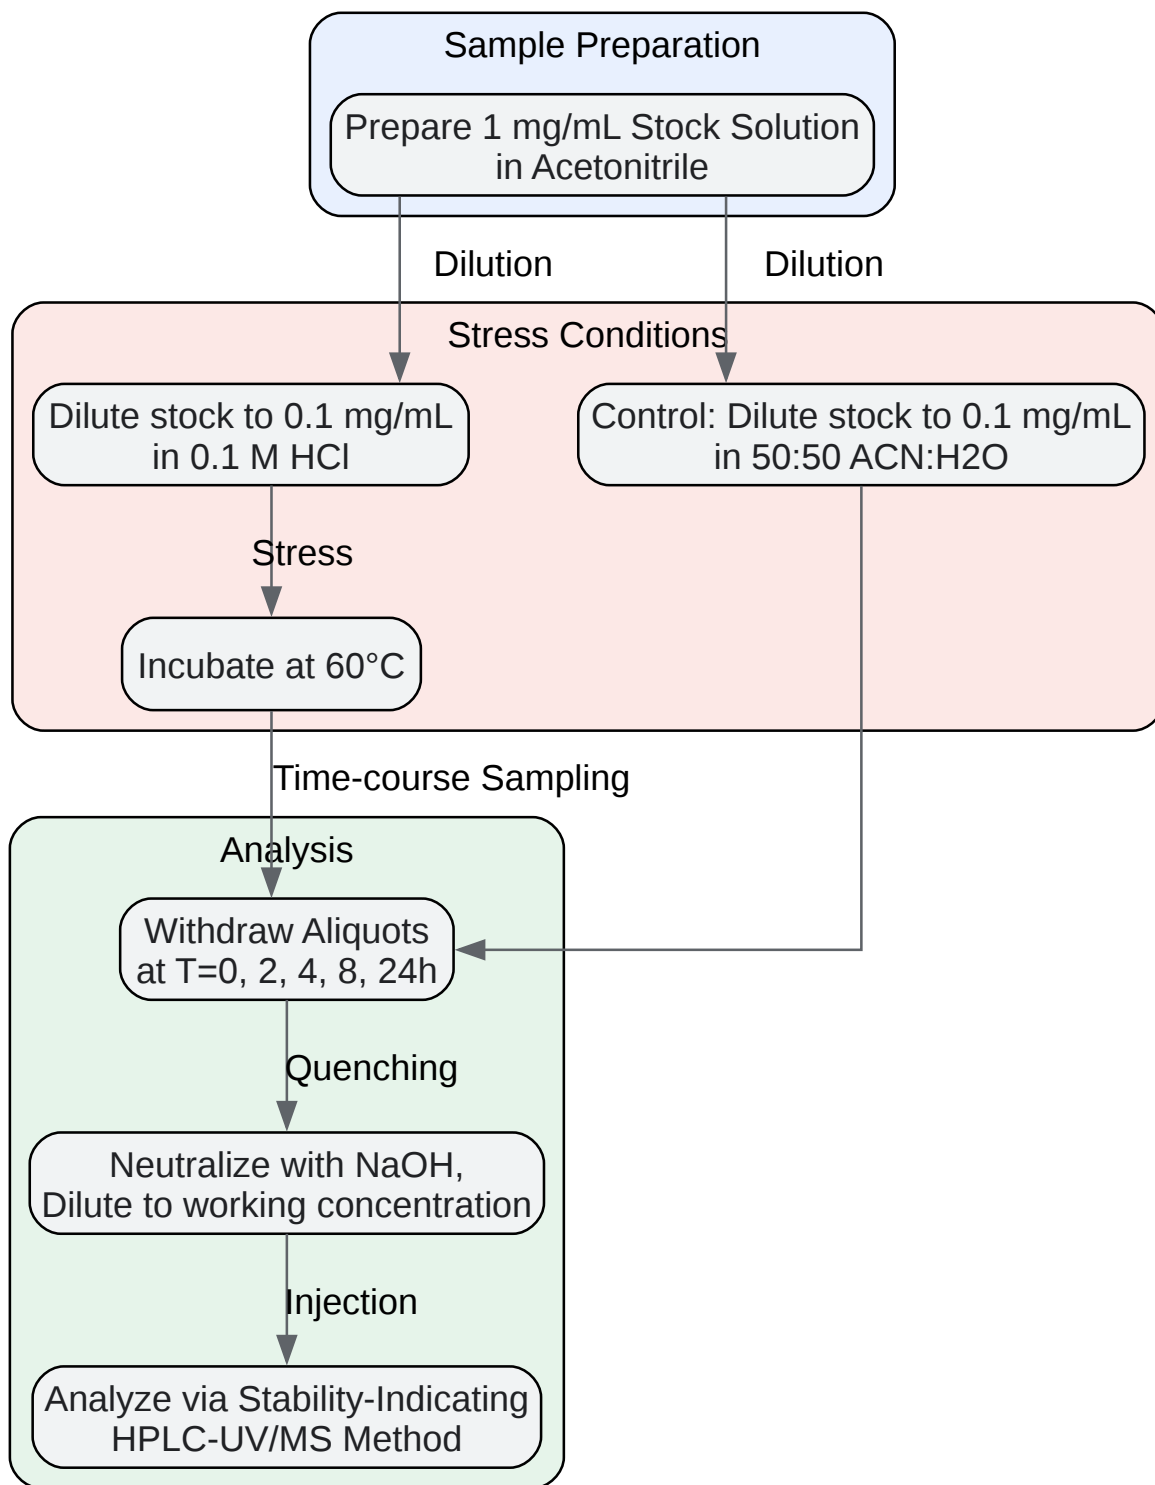 Sample Preparation
Prepare 1 mg/mL Stock Solution
in Acetonitrile
Dilution
Dilution
Stress Conditions
Dilute stock to 0.1 mg/mL
in 0.1 M HCl
Control: Dilute stock to 0.1 mg/mL
in 50:50 ACN:H2O
Stress
Incubate at 60°C
Time-course Sampling
Analysis
Withdraw Aliquots
at T=0, 2, 4, 8, 24h
Quenching
Neutralize with NaOH,
Dilute to working concentration
Injection
Analyze via Stability-Indicating
HPLC-UV/MS Method